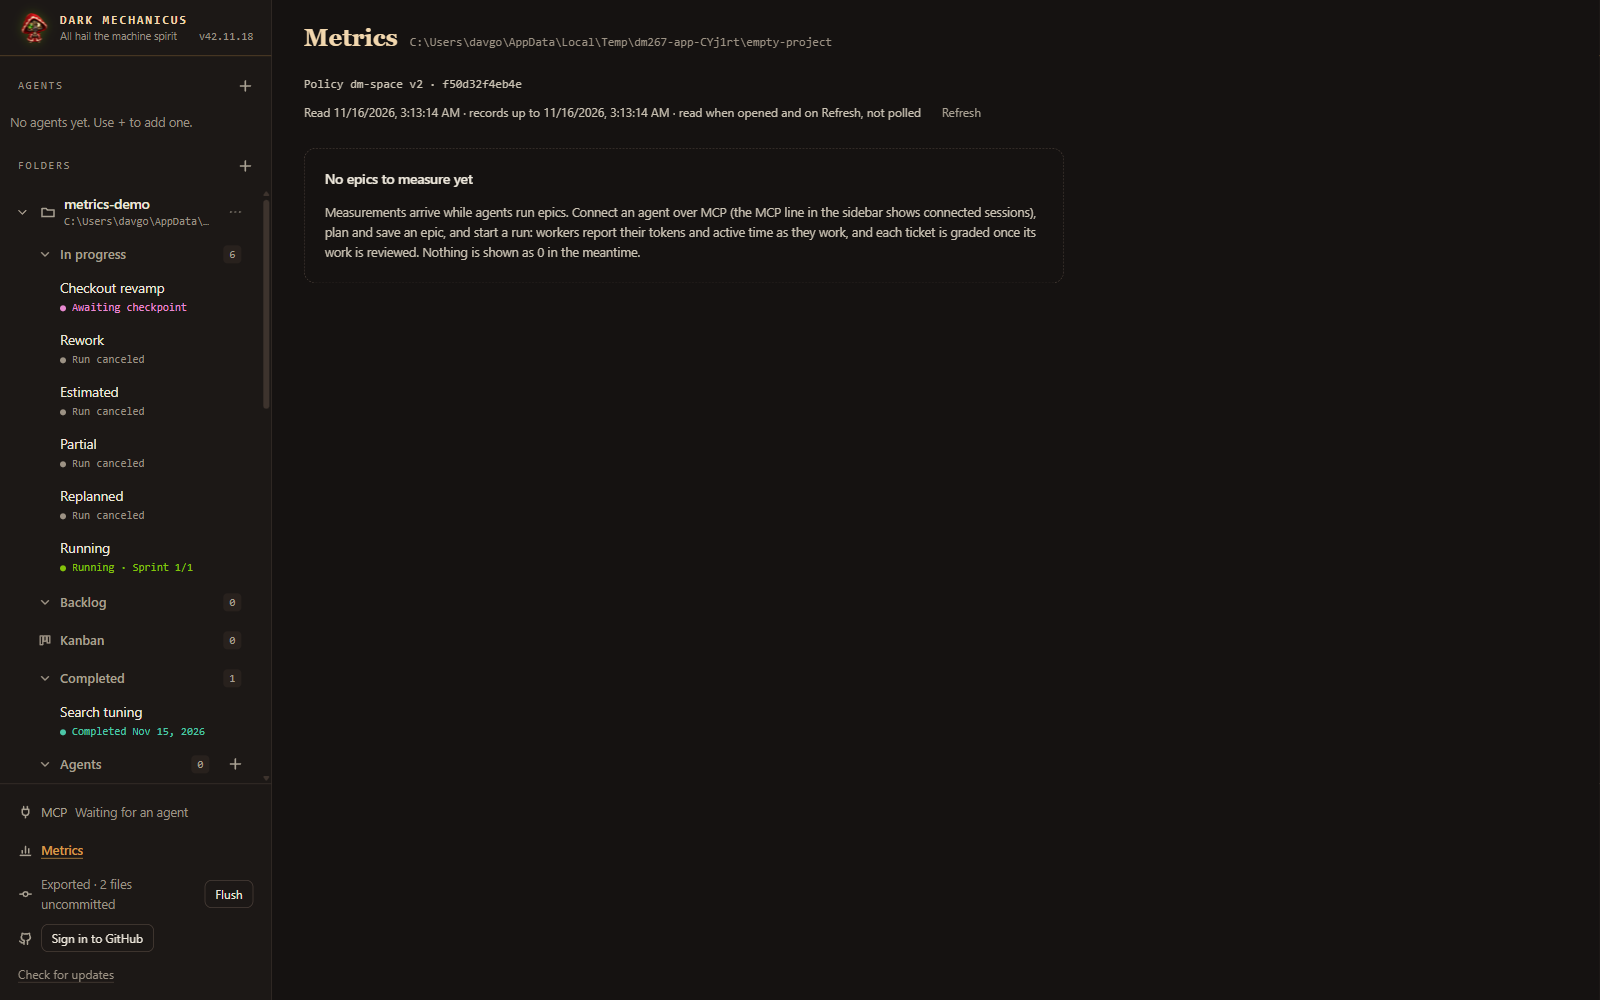 DARK MECHANICUS
All hail the machine spirit v42.11.18
AGENTS
No agents yet. Use + to add one.
FOLDERS
metrics-demo
C:\Users\davgo\AppData\…
In progress 6
Checkout revamp
Awaiting checkpoint
Rework
Run canceled
Estimated
Run canceled
Partial
Run canceled
Replanned
Run canceled
Running
Running · Sprint 1/1
Backlog 0
Kanban 0
Completed 1
Search tuning
Completed Nov 15, 2026
Agents 0
MCP Waiting for an agent
Metrics
Exported · 2 files
uncommitted
Flush
Sign in to GitHub
Check for updates
Metrics C:\Users\davgo\AppData\Local\Temp\dm267-app-CYj1rt\empty-project
Policy dm-space v2 · f50d32f4eb4e
Read 11/16/2026, 3:13:14 AM · records up to 11/16/2026, 3:13:14 AM · read when opened and on Refresh, not polled Refresh
No epics to measure yet
Measurements arrive while agents run epics. Connect an agent over MCP (the MCP line in the sidebar shows connected sessions),
plan and save an epic, and start a run: workers report their tokens and active time as they work, and each ticket is graded once its
work is reviewed. Nothing is shown as 0 in the meantime.